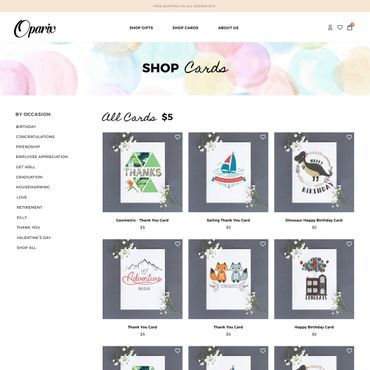 FREE SHIPPING ON ALL ORDERS $75+
Oparix
SHOP GIFTS
SHOP CARDS
ABOUT US
SHOP Cards
BY OCCASION
BIRTHDAY
CONGRATULATIONS
FRIENDSHIP
EMPLOYEE APPRECIATION
GET WELL
GRADUATION
HOUSEWARMING
LOVE
RETIREMENT
SILLY
THANK YOU
VALENTINE'S DAY
SHOP ALL
All Cards $5
THANKS
HAPPY
BIRTHDAY
Geometric - Thank You Card
Sailing Thank You Card
Dinosaur Happy Birthday Card
$5
$5
$5
LET
Adventure
BEGIN
CONGRATS
CONGRATS
Thank You Card
Thank You Card
Happy Birthday Card
$5
$5
$5
THANKS
HAPPY